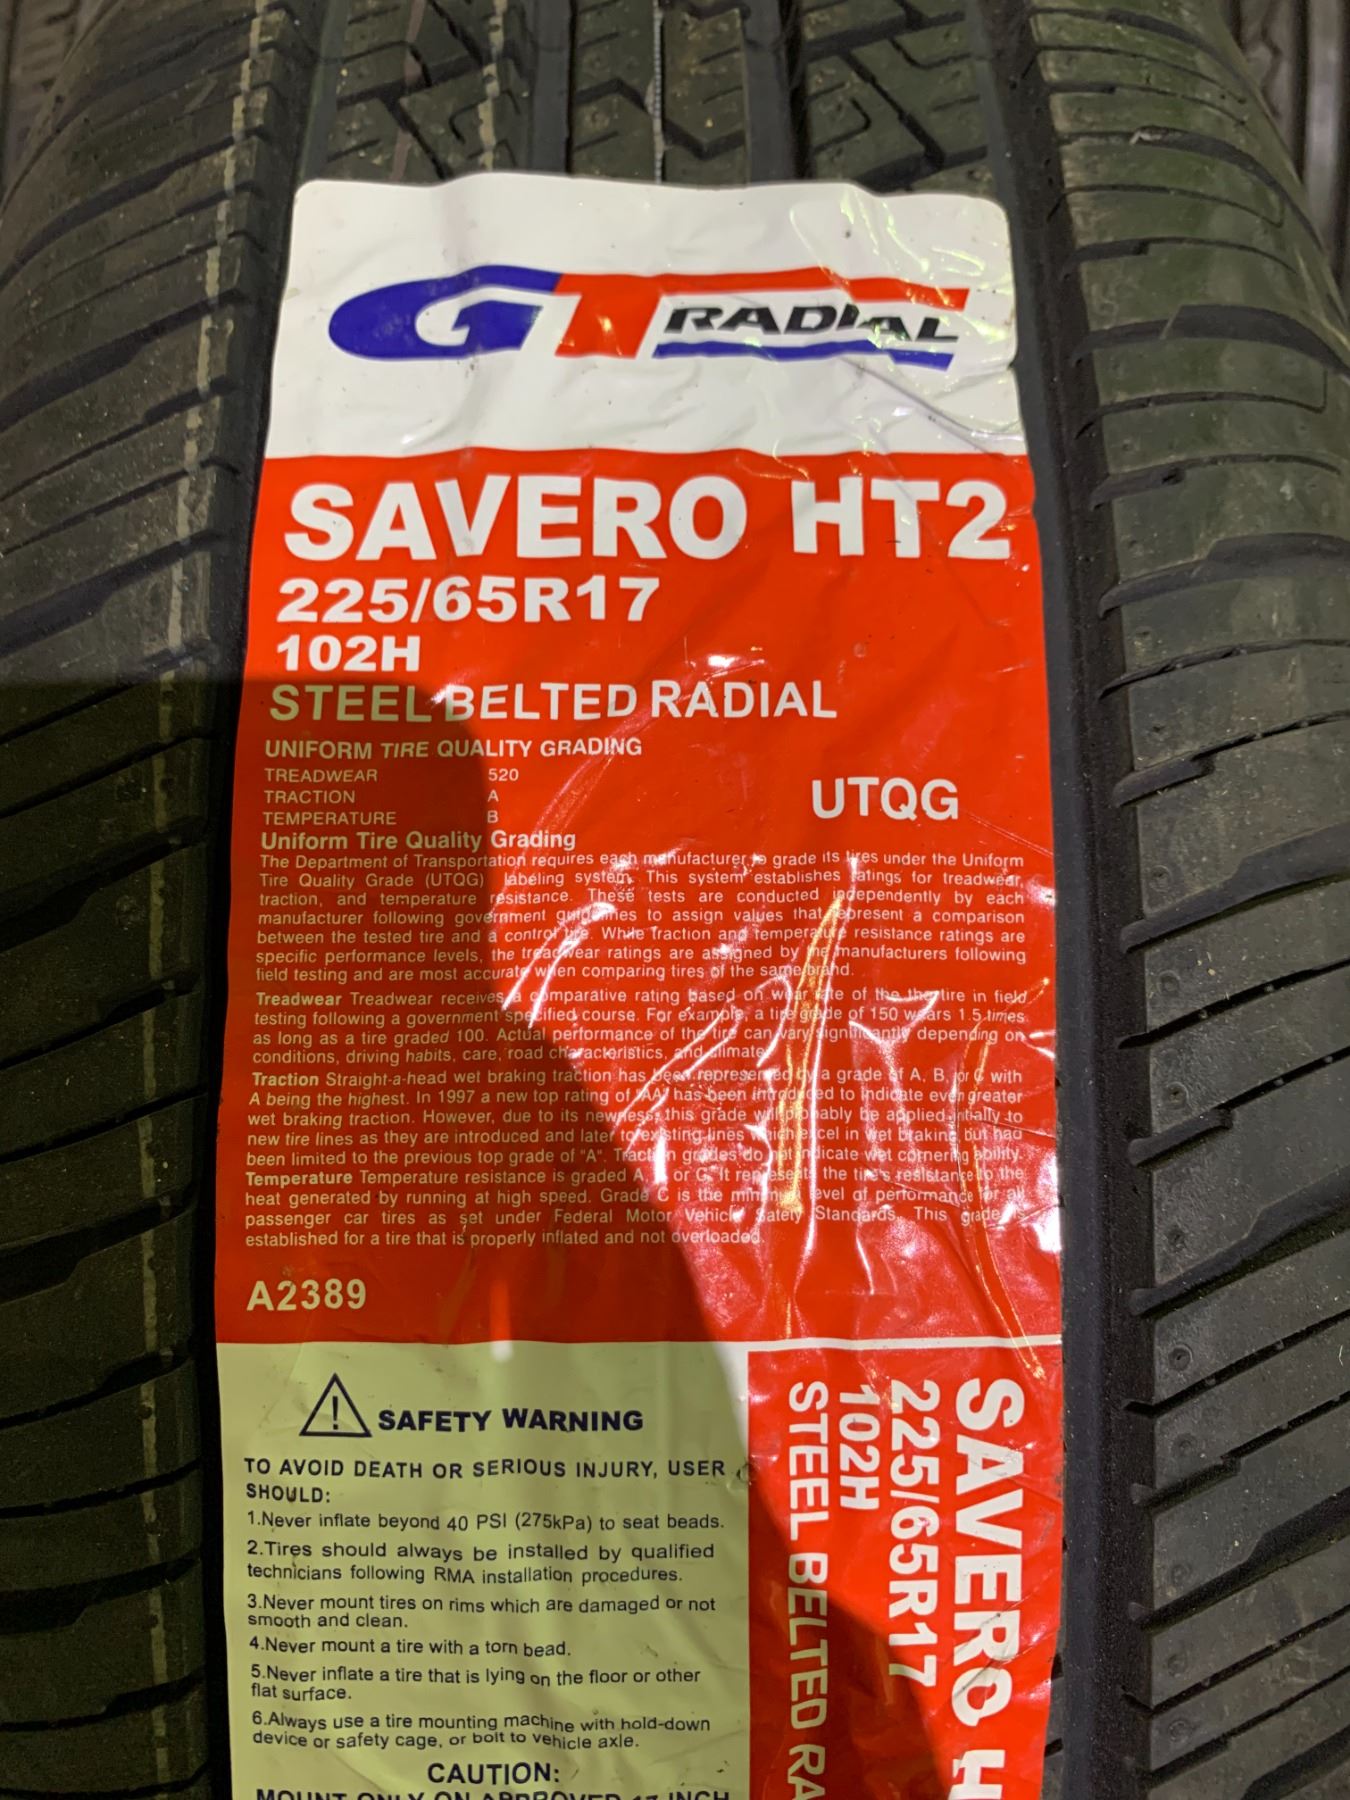 GT RADIAL
SAVERO HT2
225/65R17
102H
STEEL BELTED RADIAL
UNIFORM TIRE QUALITY GRADING
TREADWEAR 520
TRACTION A
TEMPERATURE B
UTQG
Uniform Tire Quality Grading
The Department of Transportation requires each manufacturer to grade its tires under the Uniform
Tire Quality Grade (UTQG) labeling system. This system establishes ratings for treadwear,
traction, and temperature resistance. These tests are conducted independently by each
manufacturer following government guidelines to assign values that represent a comparison
between the tested tire and a control tire. While traction and temperature resistance ratings are
specific performance levels, the treadwear ratings are assigned by the manufacturers following
field testing and are most accurate when comparing tires of the same brand.
Treadwear Treadwear receives a comparative rating based on wear rate of the the tire in field
testing following a government specified course. For example, a tire grade of 150 wears 1.5 times
as long as a tire graded 100. Actual performance of the tire can vary significantly depending on
conditions, driving habits, care, road characteristics, and climate.
Traction Straight-a-head wet braking traction has been represented by a grade of A, B, or C with
A being the highest. In 1997 a new top rating of "AA" has been introduced to indicate even greater
wet braking traction. However, due to its newness, this grade will probably be applied initially to
new tire lines as they are introduced and later to existing lines which excel in wet braking but had
been limited to the previous top grade of "A". Traction grades do not indicate wet cornering ability.
Temperature Temperature resistance is graded A, or C. It represents the tire's resistance to the
heat generated by running at high speed. Grade C is the minimum level of performance for all
passenger car tires as set under Federal Motor Vehicle Safety Standards. This grade is
established for a tire that is properly inflated and not overloaded.
A2389
SAFETY WARNING
TO AVOID DEATH OR SERIOUS INJURY, USER
SHOULD:
1.Never inflate beyond 40 PSI (275kPa) to seat beads.
2.Tires should always be installed by qualified
technicians following RMA installation procedures.
3.Never mount tires on rims which are damaged or not
smooth and clean.
4.Never mount a tire with a torn bead.
5.Never inflate a tire that is lying on the floor or other
flat surface.
6.Always use a tire mounting machine with hold-down
device or safety cage, or bolt to vehicle axle.
CAUTION:
MOUNT ONLY ON APPROVED 17 INCH
SAVERO H
225/65R17
102H
STEEL BELTED RA